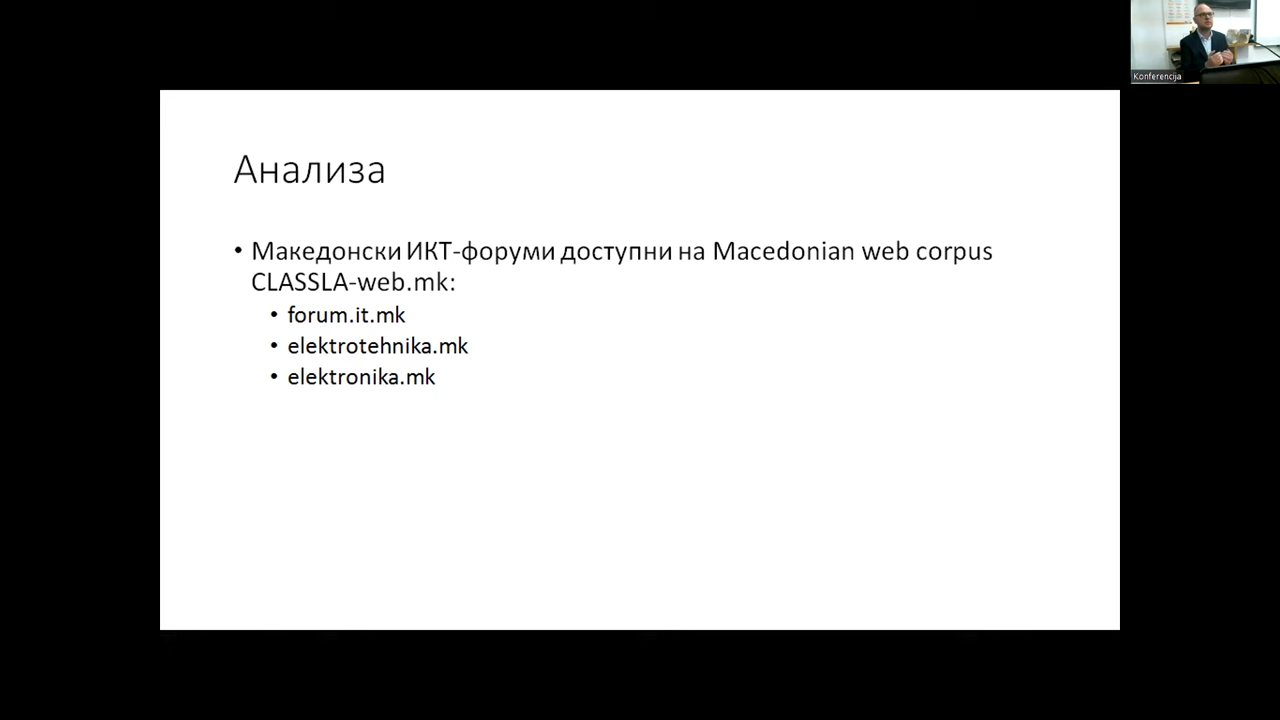 Konferencija
Анализа
• Македонски ИКТ-форуми доступни на Macedonian web corpus
CLASSLA-web.mk:
• forum.it.mk
• elektrotehnika.mk
• elektronika.mk